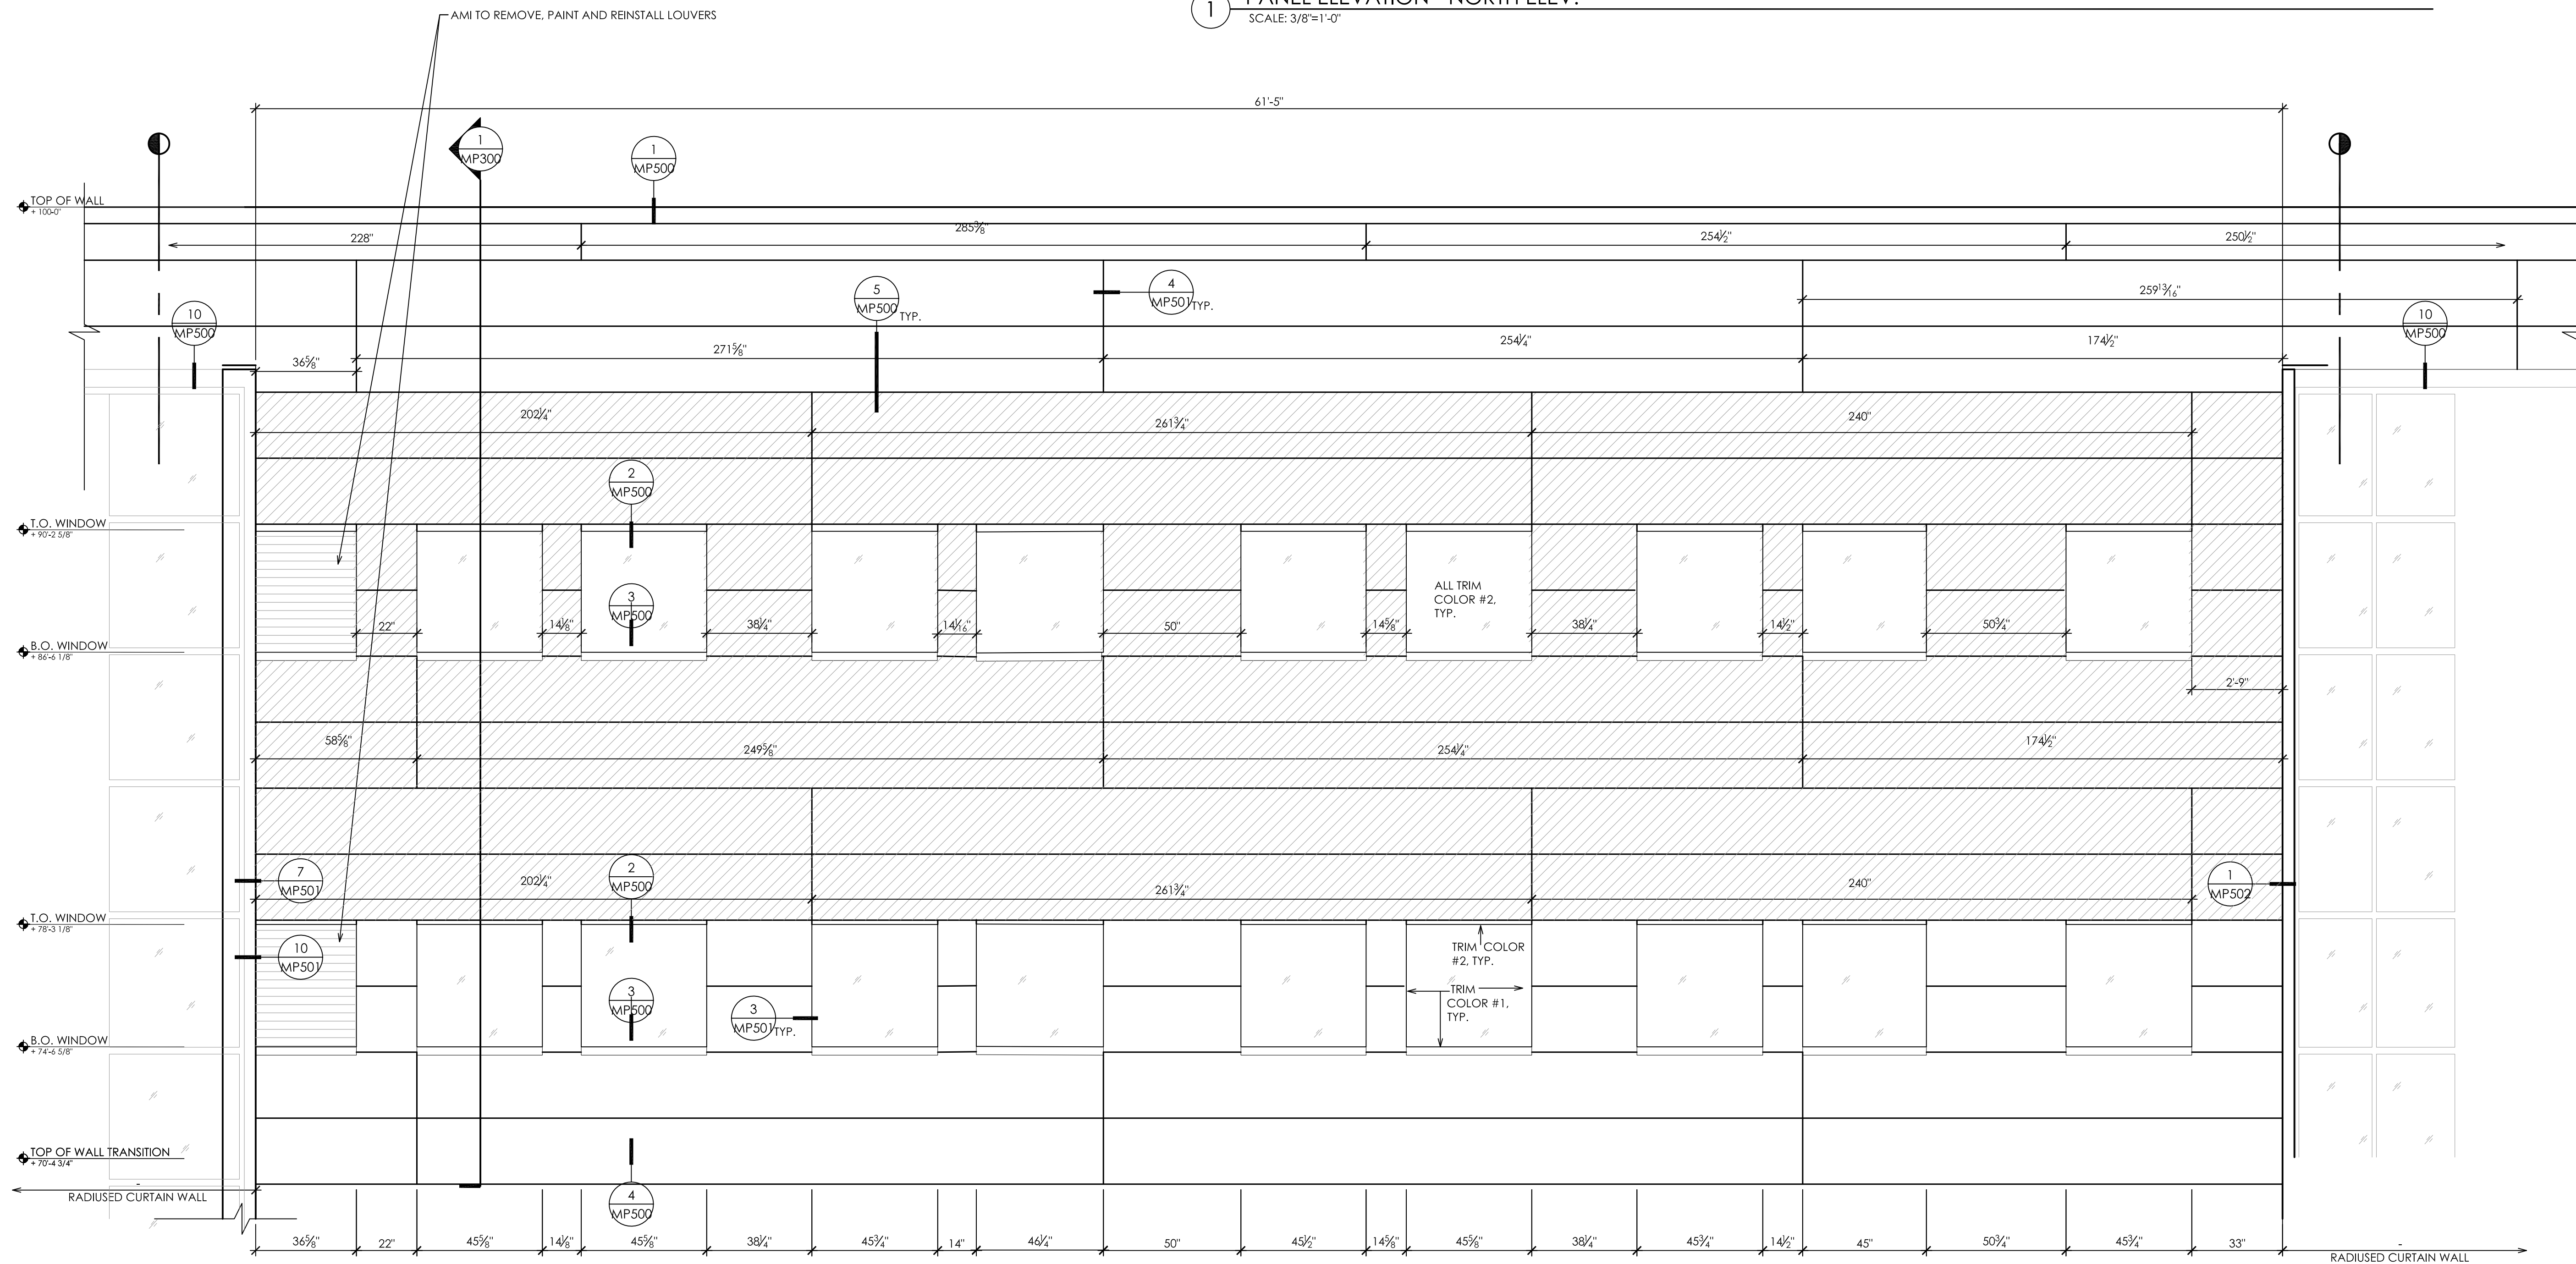 AMI TO REMOVE, PAINT AND REINSTALL LOUVERS
1
SCALE: 3/8"=1'-0"
61'-5"
1
MP300
1
MP500
TOP OF WALL
+ 100-0"
228"
285⅜"
254½"
250½"
10
MP500
5
MP500 TYP.
4
MP501 TYP.
259 13/16"
10
MP500
36⅝"
271⅝"
254¼"
174½"
202¼"
261¾"
240"
2
MP500
T.O. WINDOW
+ 90'-2 5/8"
3
MP500
ALL TRIM
COLOR #2,
TYP.
22"
14⅛"
38¼"
14 1/16"
50"
14⅝"
38¼"
14½"
50¾"
B.O. WINDOW
+ 86'-6 1/8"
2'-9"
58⅝"
249⅝"
254¼"
174½"
7
MP501
202¼"
2
MP500
261¾"
240"
1
MP502
T.O. WINDOW
+ 78'-3 1/8"
10
MP501
TRIM COLOR
#2, TYP.
3
MP500
3
MP501 TYP.
TRIM
COLOR #1,
TYP.
B.O. WINDOW
+ 74'-6 5/8"
TOP OF WALL TRANSITION
+ 70'-4 3/4"
-
RADIUSED CURTAIN WALL
4
MP500
36⅝"
22"
45⅝"
14⅛"
45⅝"
38¼"
45¾"
14"
46¼"
50"
45½"
14⅝"
45⅝"
38¼"
45¾"
14½"
45"
50¾"
45¾"
33"
-
RADIUSED CURTAIN WALL